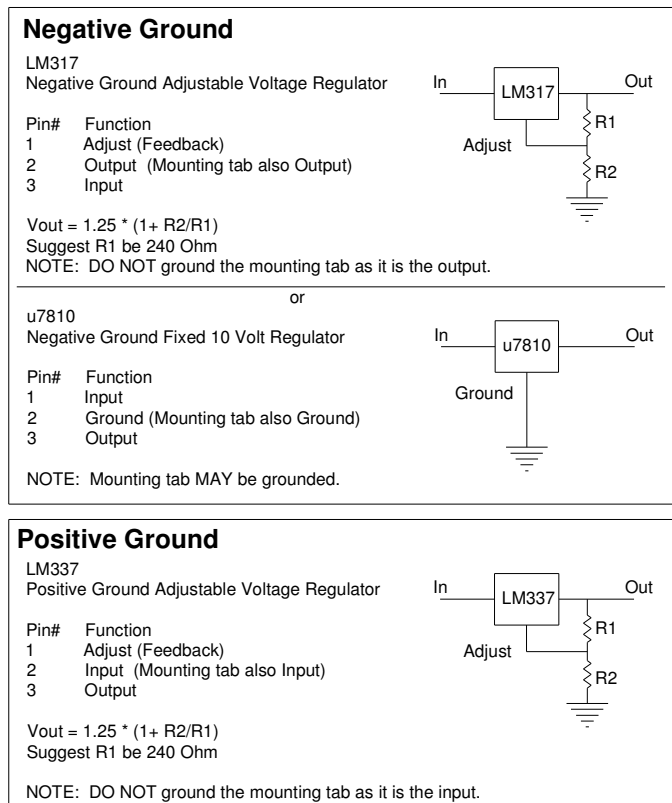 Negative Ground
LM317
Negative Ground Adjustable Voltage Regulator
Pin# Function
1 Adjust (Feedback)
2 Output (Mounting tab also Output)
3 Input
Vout = 1.25 * (1+ R2/R1)
Suggest R1 be 240 Ohm
NOTE: DO NOT ground the mounting tab as it is the output.
In
LM317
Out
R1
Adjust
R2
or
u7810
Negative Ground Fixed 10 Volt Regulator
Pin# Function
1 Input
2 Ground (Mounting tab also Ground)
3 Output
NOTE: Mounting tab MAY be grounded.
In
u7810
Out
Ground
Positive Ground
LM337
Positive Ground Adjustable Voltage Regulator
Pin# Function
1 Adjust (Feedback)
2 Input (Mounting tab also Input)
3 Output
Vout = 1.25 * (1+ R2/R1)
Suggest R1 be 240 Ohm
NOTE: DO NOT ground the mounting tab as it is the input.
In
LM337
Out
R1
Adjust
R2